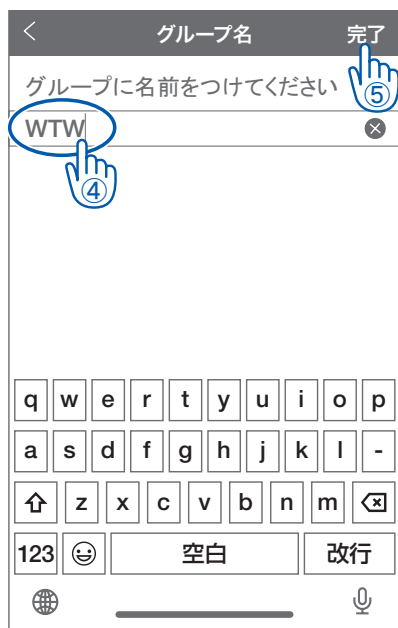 グループ名 完了
グループに名前をつけてください ⑤
WTW
④
q w e r t y u i o p
a s d f g h j k l -
z x c v b n m
123 空白 改行